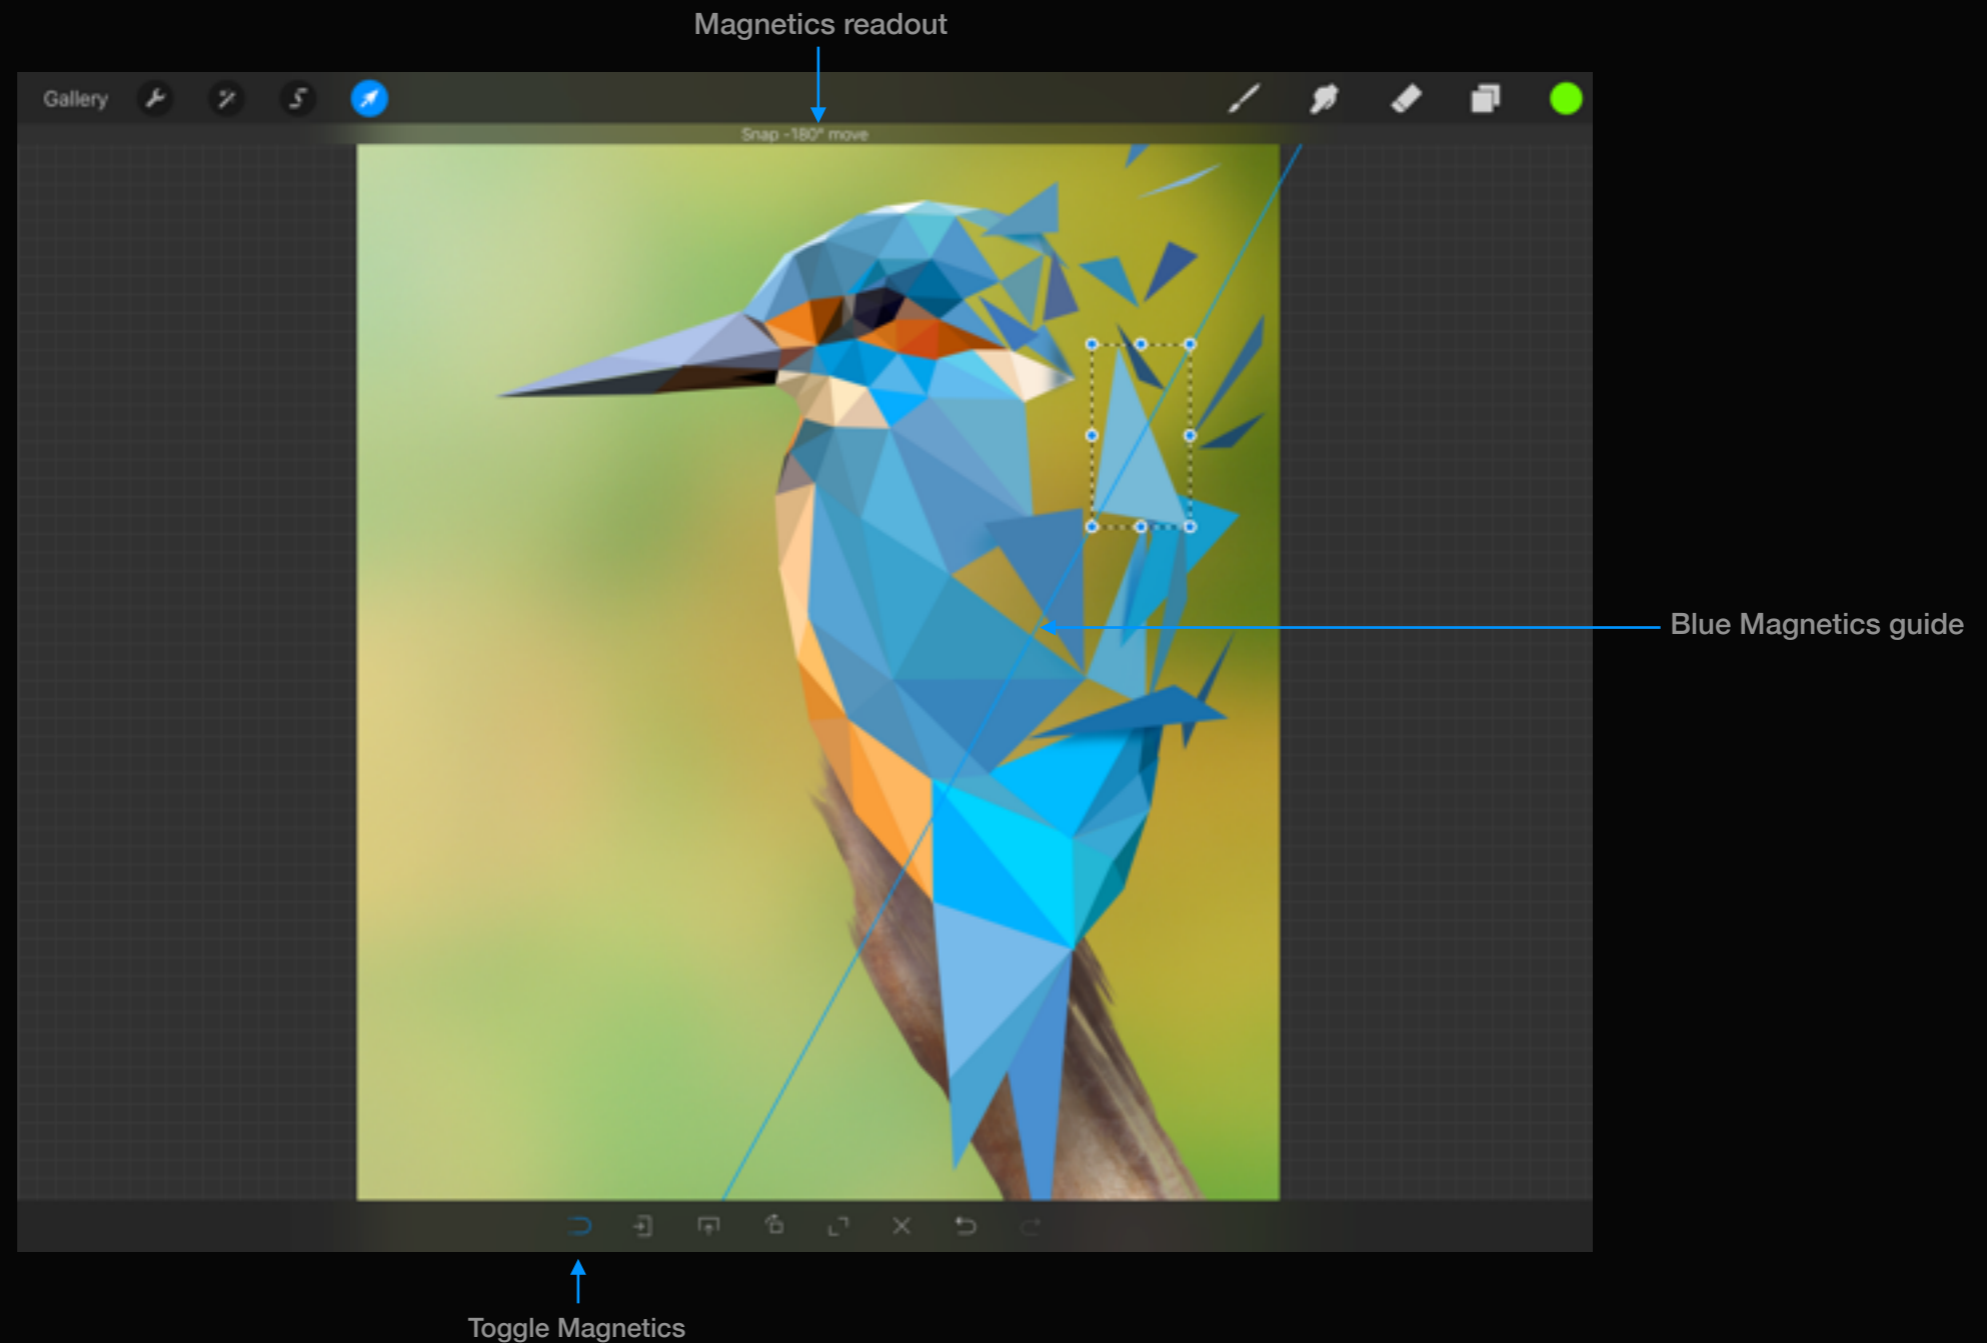 Magnetics readout
Gallery
Snap -180° move
Blue Magnetics guide
Toggle Magnetics